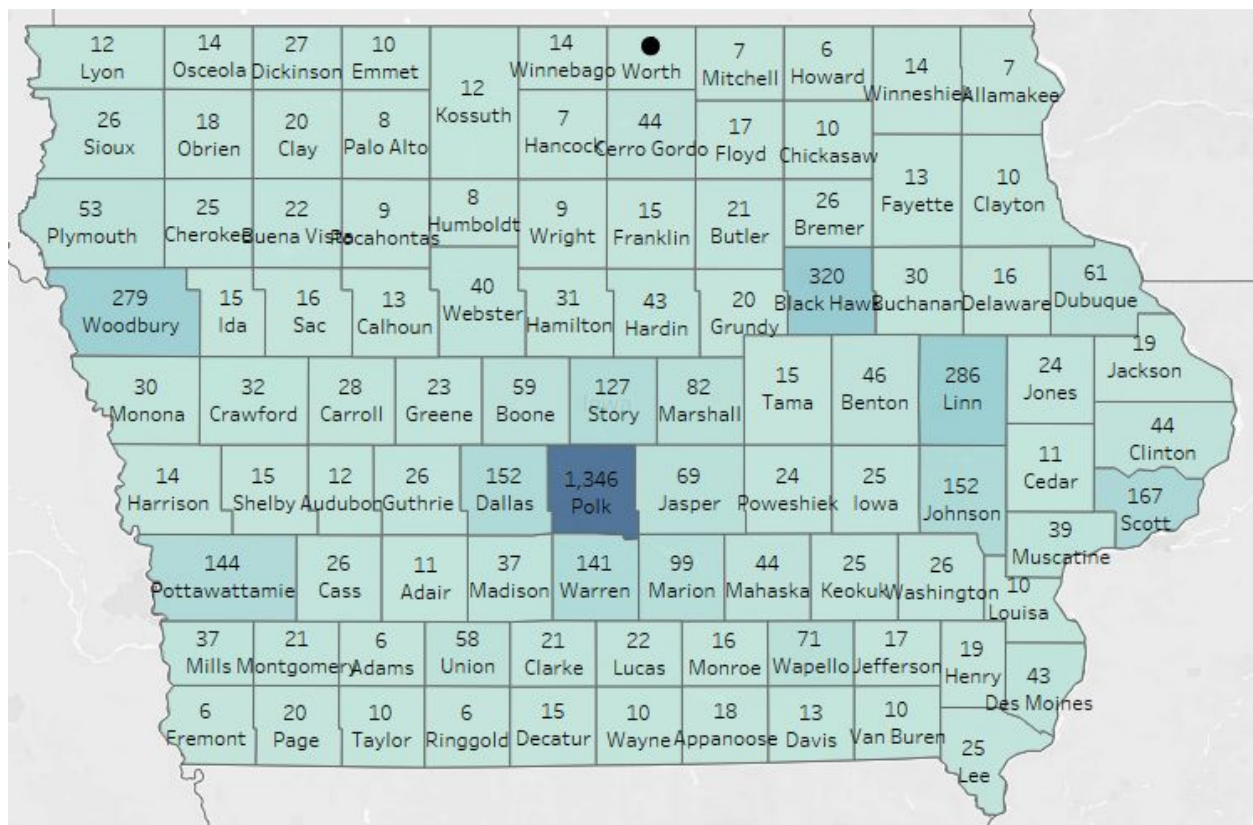 12
Lyon
14
Osceola
27
Dickinson
10
Emmet
12
Kossuth
14
Winnebago
Worth
7
Mitchell
6
Howard
14
Winneshiek
7
Allamakee
26
Sioux
18
Obrien
20
Clay
8
Palo Alto
7
Hancock
44
Cerro Gordo
17
Floyd
10
Chickasaw
13
Fayette
10
Clayton
53
Plymouth
25
Cherokee
22
Buena Vista
9
Pocahontas
8
Humboldt
9
Wright
15
Franklin
21
Butler
26
Bremer
279
Woodbury
15
Ida
16
Sac
13
Calhoun
40
Webster
31
Hamilton
43
Hardin
20
Grundy
320
Black Hawk
30
Buchanan
16
Delaware
61
Dubuque
30
Monona
32
Crawford
28
Carroll
23
Greene
59
Boone
127
Iowa
Story
82
Marshall
15
Tama
46
Benton
286
Linn
24
Jones
19
Jackson
14
Harrison
15
Shelby
12
Audubon
26
Guthrie
152
Dallas
1,346
Polk
69
Jasper
24
Poweshiek
25
Iowa
152
Johnson
11
Cedar
44
Clinton
167
Scott
39
Muscatine
144
Pottawattamie
26
Cass
11
Adair
37
Madison
141
Warren
99
Marion
44
Mahaska
25
Keokuk
26
Washington
10
Louisa
37
Mills
21
Montgomery
6
Adams
58
Union
21
Clarke
22
Lucas
16
Monroe
71
Wapello
17
Jefferson
19
Henry
43
Des Moines
6
Fremont
20
Page
10
Taylor
6
Ringgold
15
Decatur
10
Wayne
18
Appanoose
13
Davis
10
Van Buren
25
Lee